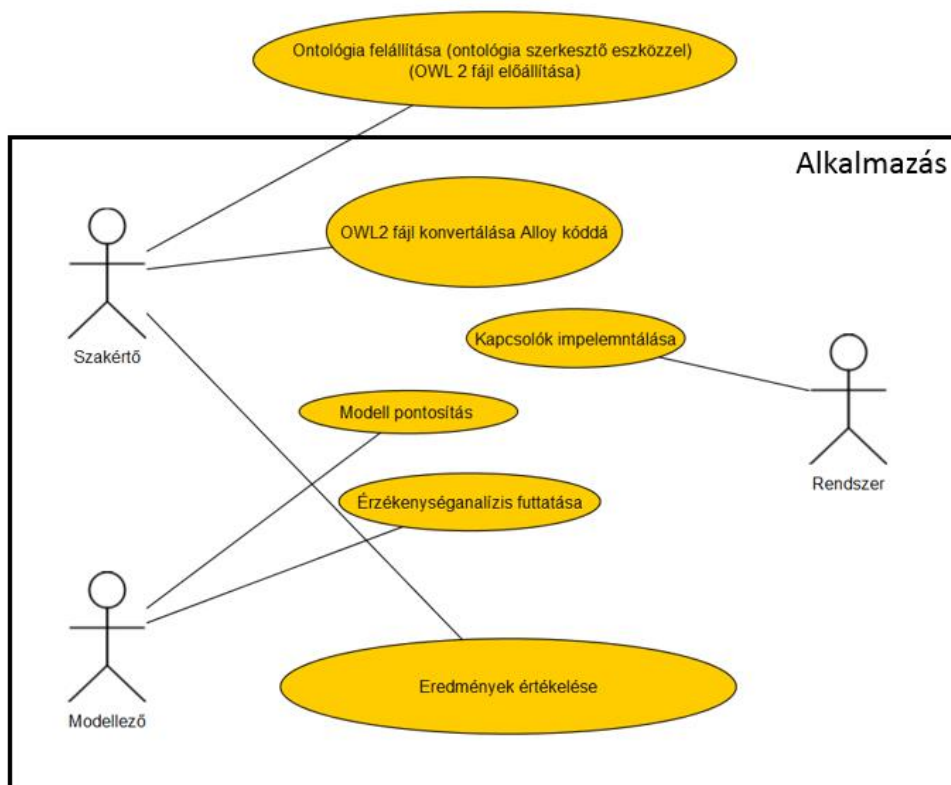 Ontológia felállítása (ontológia szerkesztő eszközzel)
(OWL 2 fájl előállítása)
Alkalmazás
OWL2 fájl konvertálása Alloy kóddá
Szakértő
Kapcsolók impelemntálása
Modell pontosítás
Rendszer
Érzékenységanalízis futtatása
Modellező
Eredmények értékelése